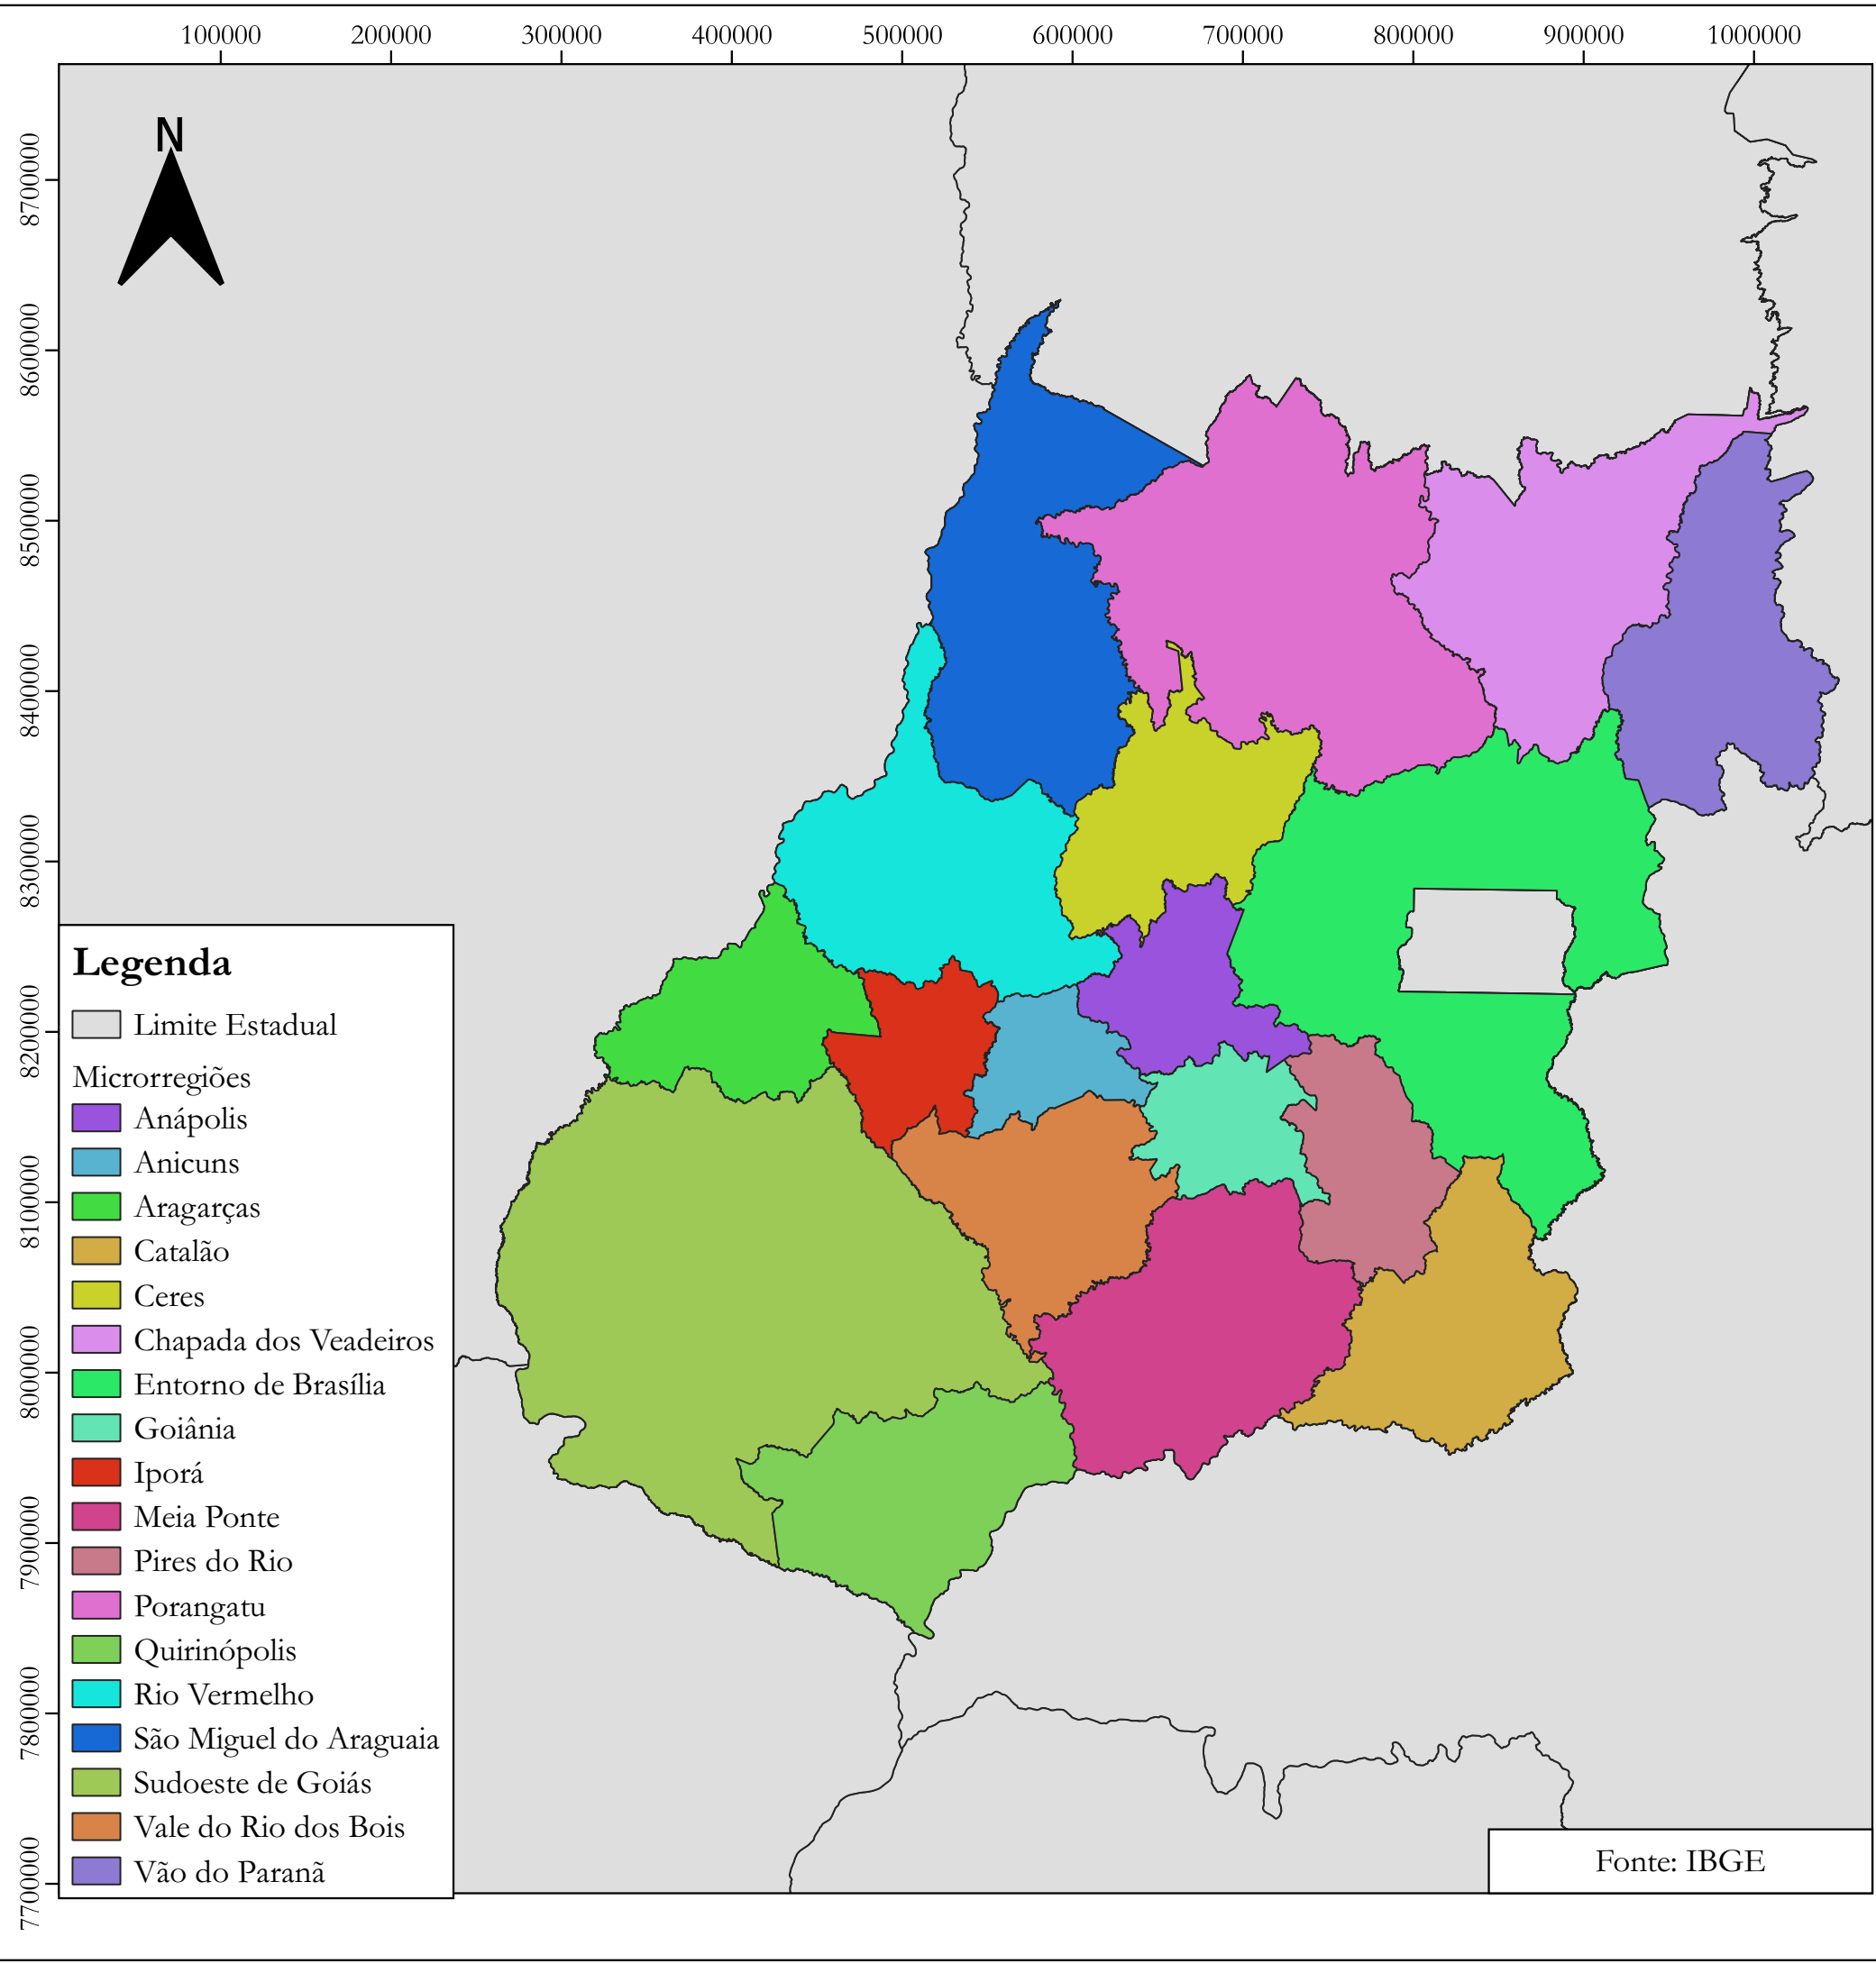 100000 200000 300000 400000 500000 600000 700000 800000 900000 1000000
N
8700000
8600000
8500000
8400000
8300000
8200000
8100000
8000000
7900000
7800000
7700000
Legenda
Limite Estadual
Microrregiões
Anápolis
Anicuns
Aragarças
Catalão
Ceres
Chapada dos Veadeiros
Entorno de Brasília
Goiânia
Iporá
Meia Ponte
Pires do Rio
Porangatu
Quirinópolis
Rio Vermelho
São Miguel do Araguaia
Sudoeste de Goiás
Vale do Rio dos Bois
Vão do Paranã
Fonte: IBGE